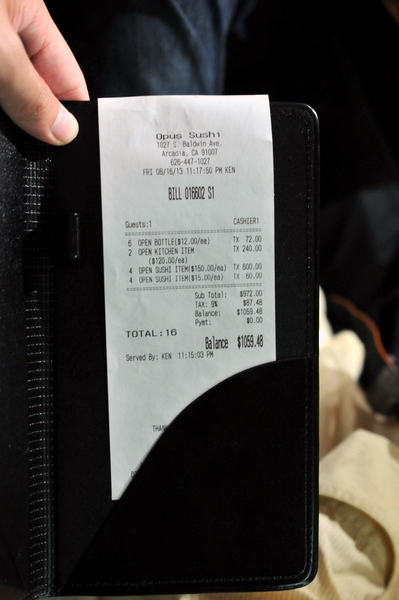 Opus Sushi
1027 S. Baldwin Ave.
Arcadia, CA 91007
626-447-1027
FRI 08/16/13 11:17:50 PM KEN
BILL 016602 S1
Guests:1 CASHIER1
6 OPEN BOTTLE($12.00/ea) TX 72.00
2 OPEN KITCHEN ITEM TX 240.00
($120.00/ea)
4 OPEN SUSHI ITEM($150.00/ea) TX 600.00
4 OPEN SUSHI ITEM($15.00/ea) TX 60.00
Sub Total: $972.00
TAX: 9% $87.48
Balance: $1059.48
Pymt: $0.00
TOTAL:16
Balance $1059.48
Served By: KEN 11:15:03 PM
THAN